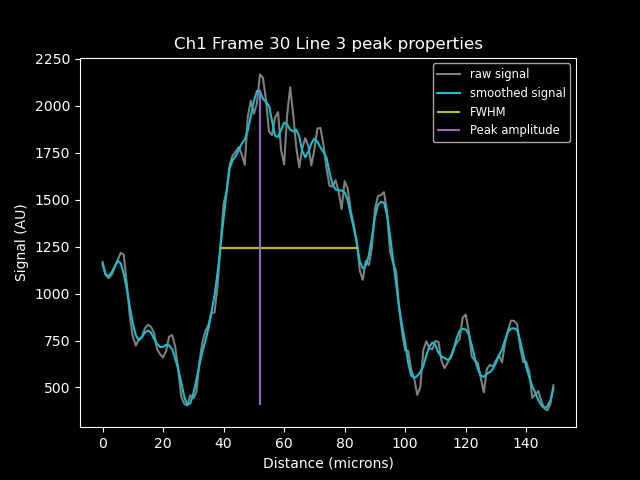 Ch1 Frame 30 Line 3 peak properties
2250
2000
1750
1500
1250
1000
750
500
Signal (AU)
raw signal
smoothed signal
FWHM
Peak amplitude
0 20 40 60 80 100 120 140
Distance (microns)